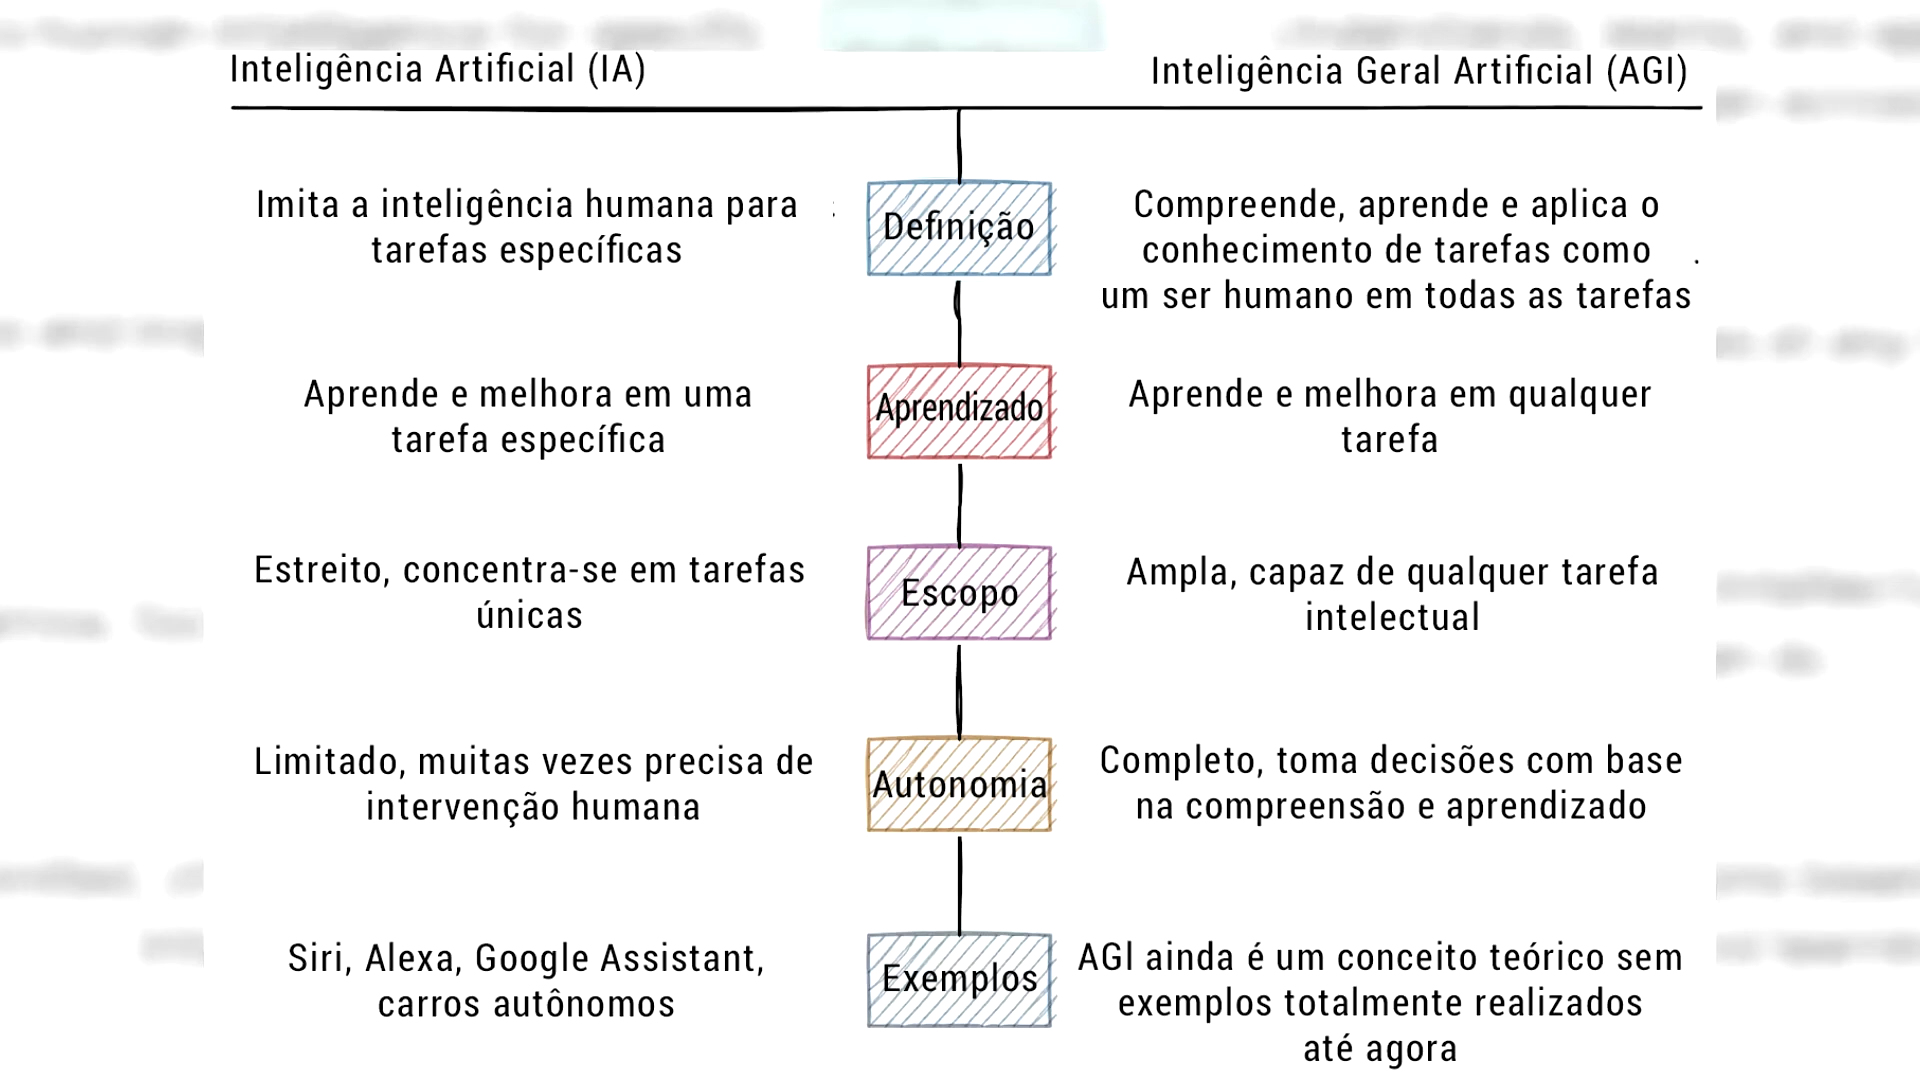 Inteligência Artificial (IA)
Inteligência Geral Artificial (AGI)
Imita a inteligência humana para
tarefas específicas
Definição
Compreende, aprende e aplica o
conhecimento de tarefas como
um ser humano em todas as tarefas
Aprende e melhora em uma
tarefa específica
Aprendizado
Aprende e melhora em qualquer
tarefa
Estreito, concentra-se em tarefas
únicas
Escopo
Ampla, capaz de qualquer tarefa
intelectual
Limitado, muitas vezes precisa de
intervenção humana
Autonomia
Completo, toma decisões com base
na compreensão e aprendizado
Siri, Alexa, Google Assistant,
carros autônomos
Exemplos
AGI ainda é um conceito teórico sem
exemplos totalmente realizados
até agora